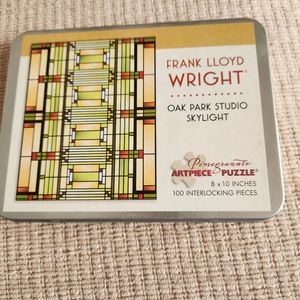 FRANK LLOYD
WRIGHT®
OAK PARK STUDIO
SKYLIGHT
Pomegranate
ARTPIECE PUZZLE®
8 x 10 INCHES
100 INTERLOCKING PIECES